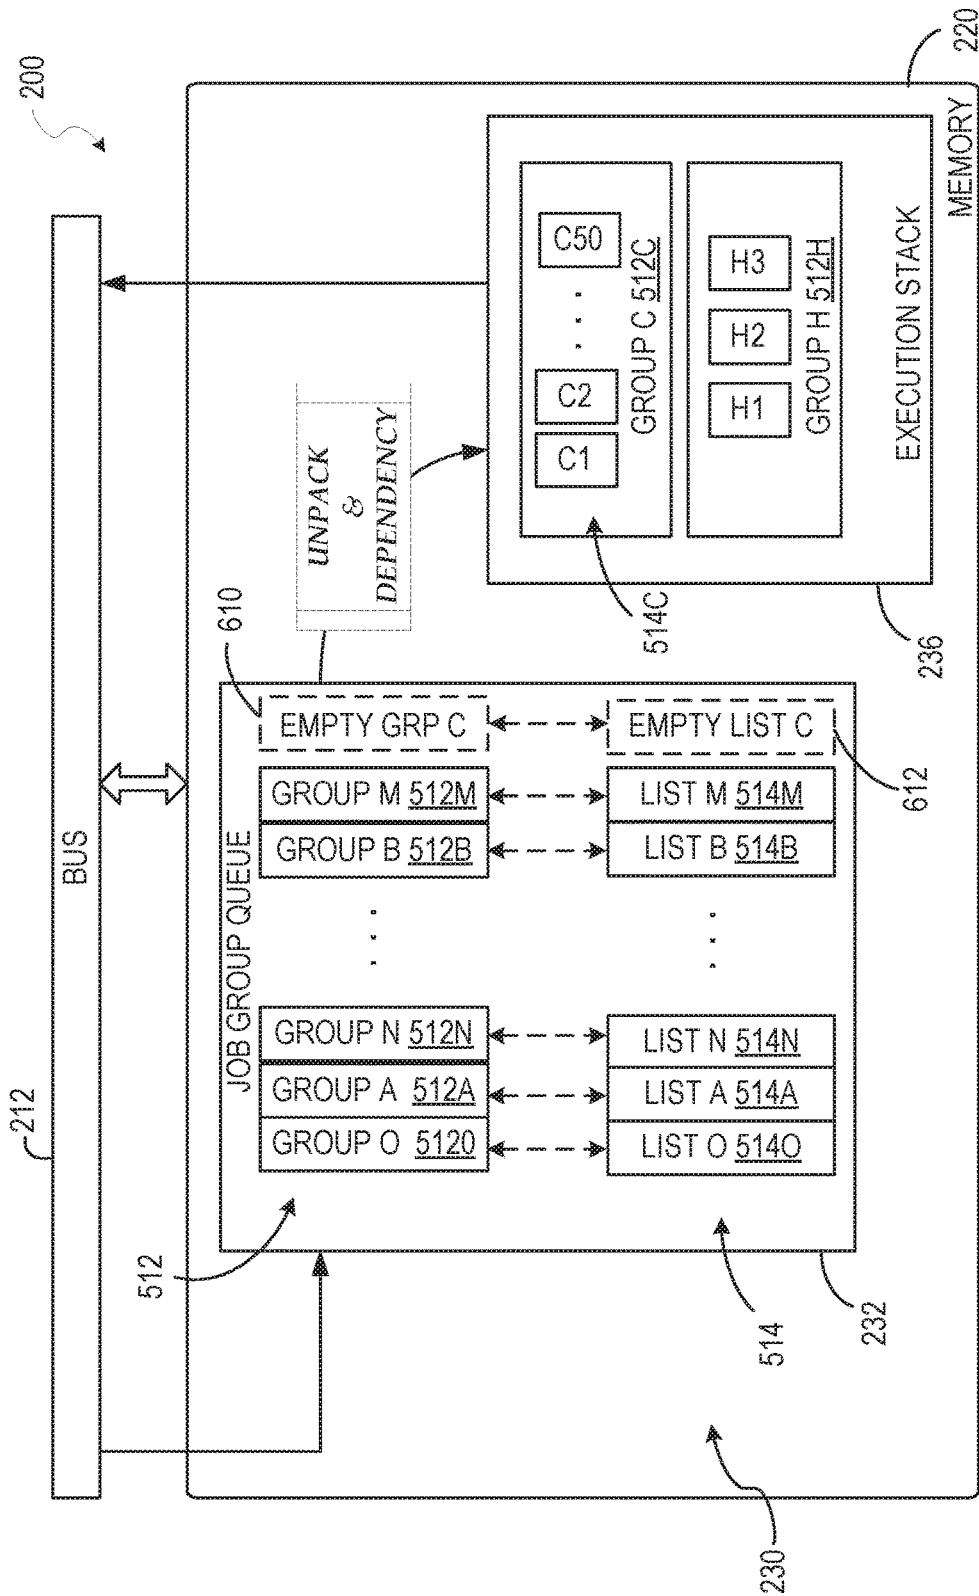 200
212
BUS
JOB GROUP QUEUE
512
GROUP O 5120
GROUP A 512A
GROUP N 512N
. . .
GROUP B 512B
GROUP M 512M
EMPTY GRP C
610
LIST O 514O
LIST A 514A
LIST N 514N
. . .
LIST B 514B
LIST M 514M
EMPTY LIST C
612
514
232
230
UNPACK
&
DEPENDENCY
514C
C1
C2
. . .
C50
GROUP C 512C
H1
H2
H3
GROUP H 512H
EXECUTION STACK
236
MEMORY
220